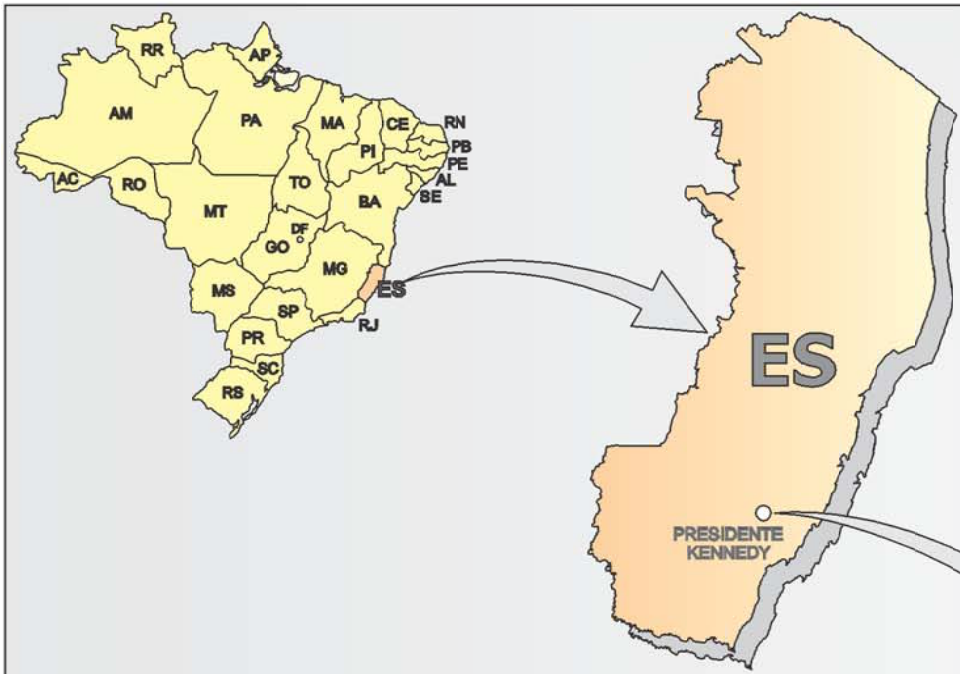 RR
AP
AM
PA
MA
CE
RN
PB
PI
PE
AC
RO
TO
AL
SE
BA
MT
DF
GO
MG
MS
ES
SP
RJ
PR
SC
RS
ES
PRESIDENTE
KENNEDY